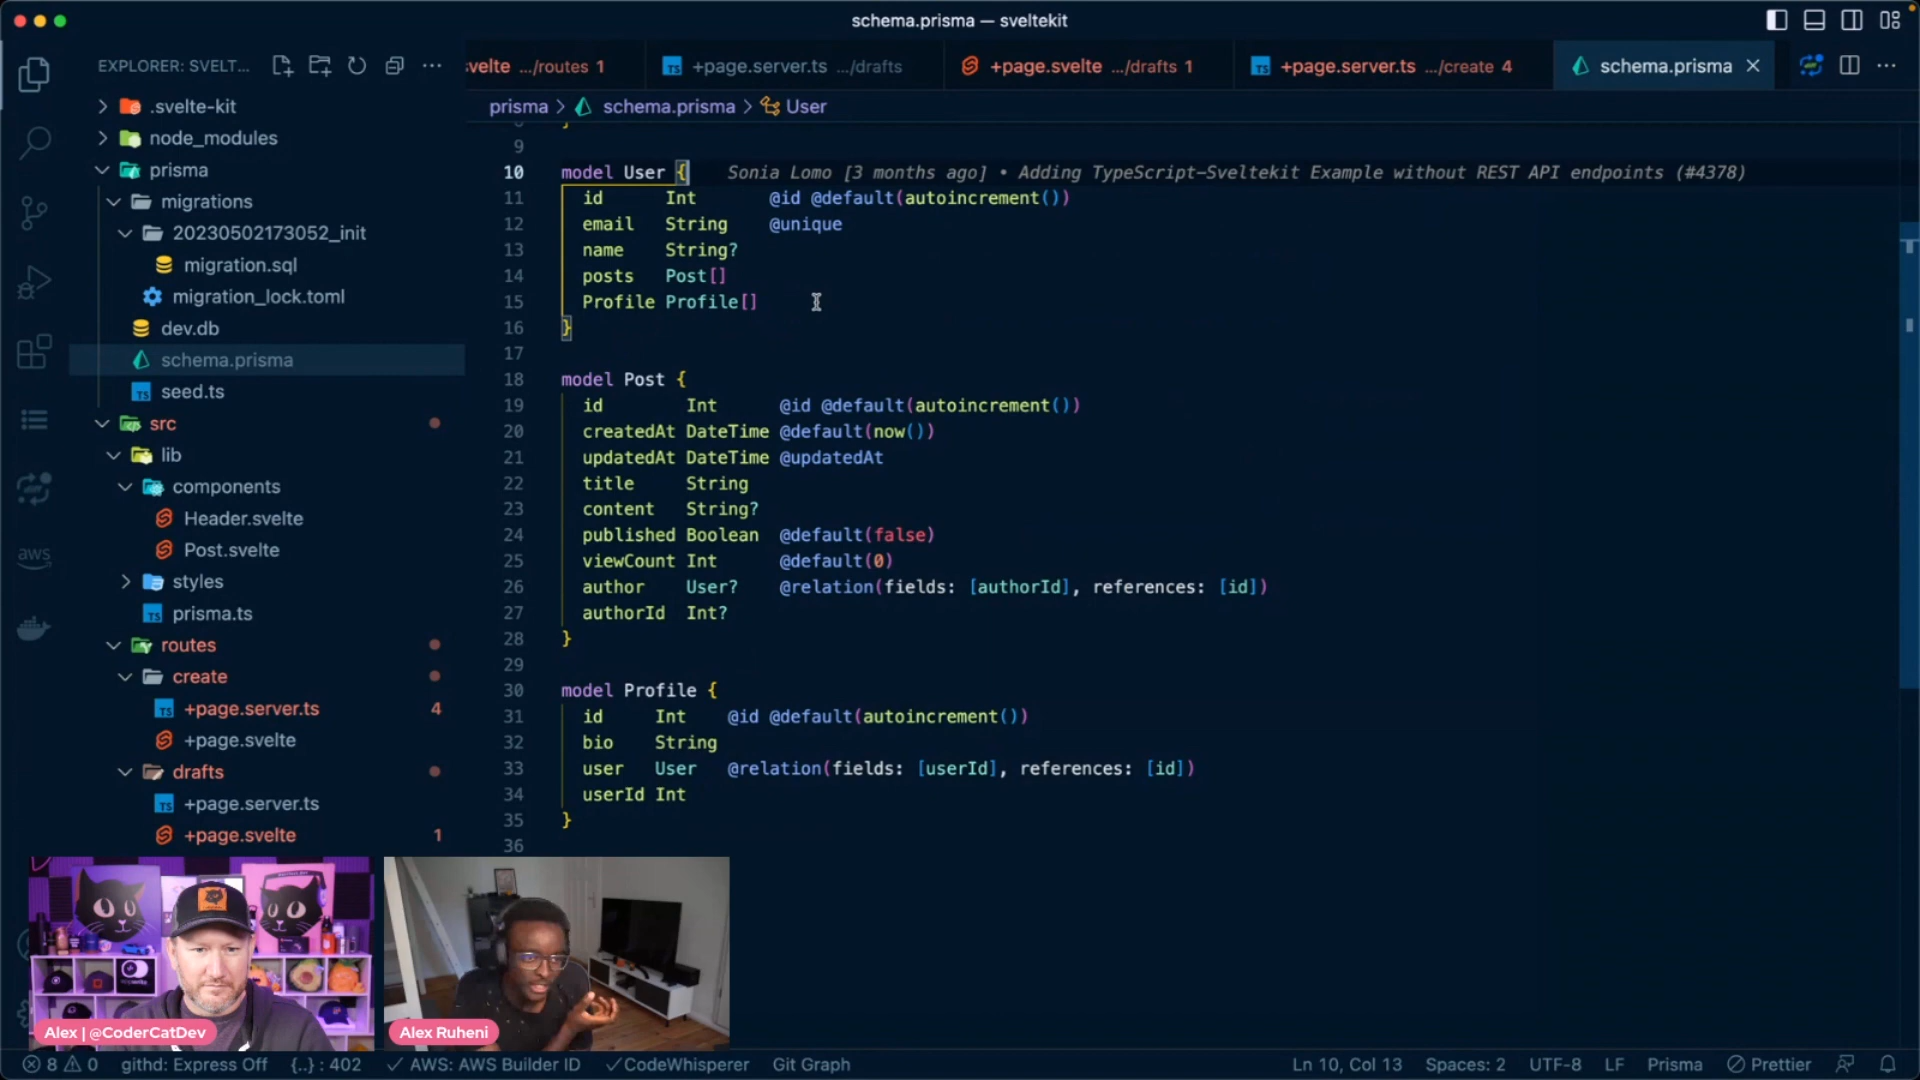 schema.prisma — sveltekit
EXPLORER: SVELT...
svelte .../routes 1
+page.server.ts .../drafts
+page.svelte .../drafts 1
+page.server.ts .../create 4
schema.prisma
prisma > schema.prisma > User
.svelte-kit
node_modules
prisma
migrations
20230502173052_init
migration.sql
migration_lock.toml
dev.db
schema.prisma
seed.ts
src
lib
components
Header.svelte
Post.svelte
styles
prisma.ts
routes
create
+page.server.ts 4
+page.svelte
drafts
+page.server.ts
+page.svelte 1
aws
9
10 model User { Sonia Lomo [3 months ago] • Adding TypeScript-Sveltekit Example without REST API endpoints (#4378)
11 id Int @id @default(autoincrement())
12 email String @unique
13 name String?
14 posts Post[]
15 Profile Profile[]
16 }
17
18 model Post {
19 id Int @id @default(autoincrement())
20 createdAt DateTime @default(now())
21 updatedAt DateTime @updatedAt
22 title String
23 content String?
24 published Boolean @default(false)
25 viewCount Int @default(0)
26 author User? @relation(fields: [authorId], references: [id])
27 authorId Int?
28 }
29
30 model Profile {
31 id Int @id @default(autoincrement())
32 bio String
33 user User @relation(fields: [userId], references: [id])
34 userId Int
35 }
36
Alex | @CoderCatDev
Alex Ruheni
8 0 githd: Express Off {..} : 402 AWS: AWS Builder ID CodeWhisperer Git Graph
Ln 10, Col 13 Spaces: 2 UTF-8 LF Prisma Prettier